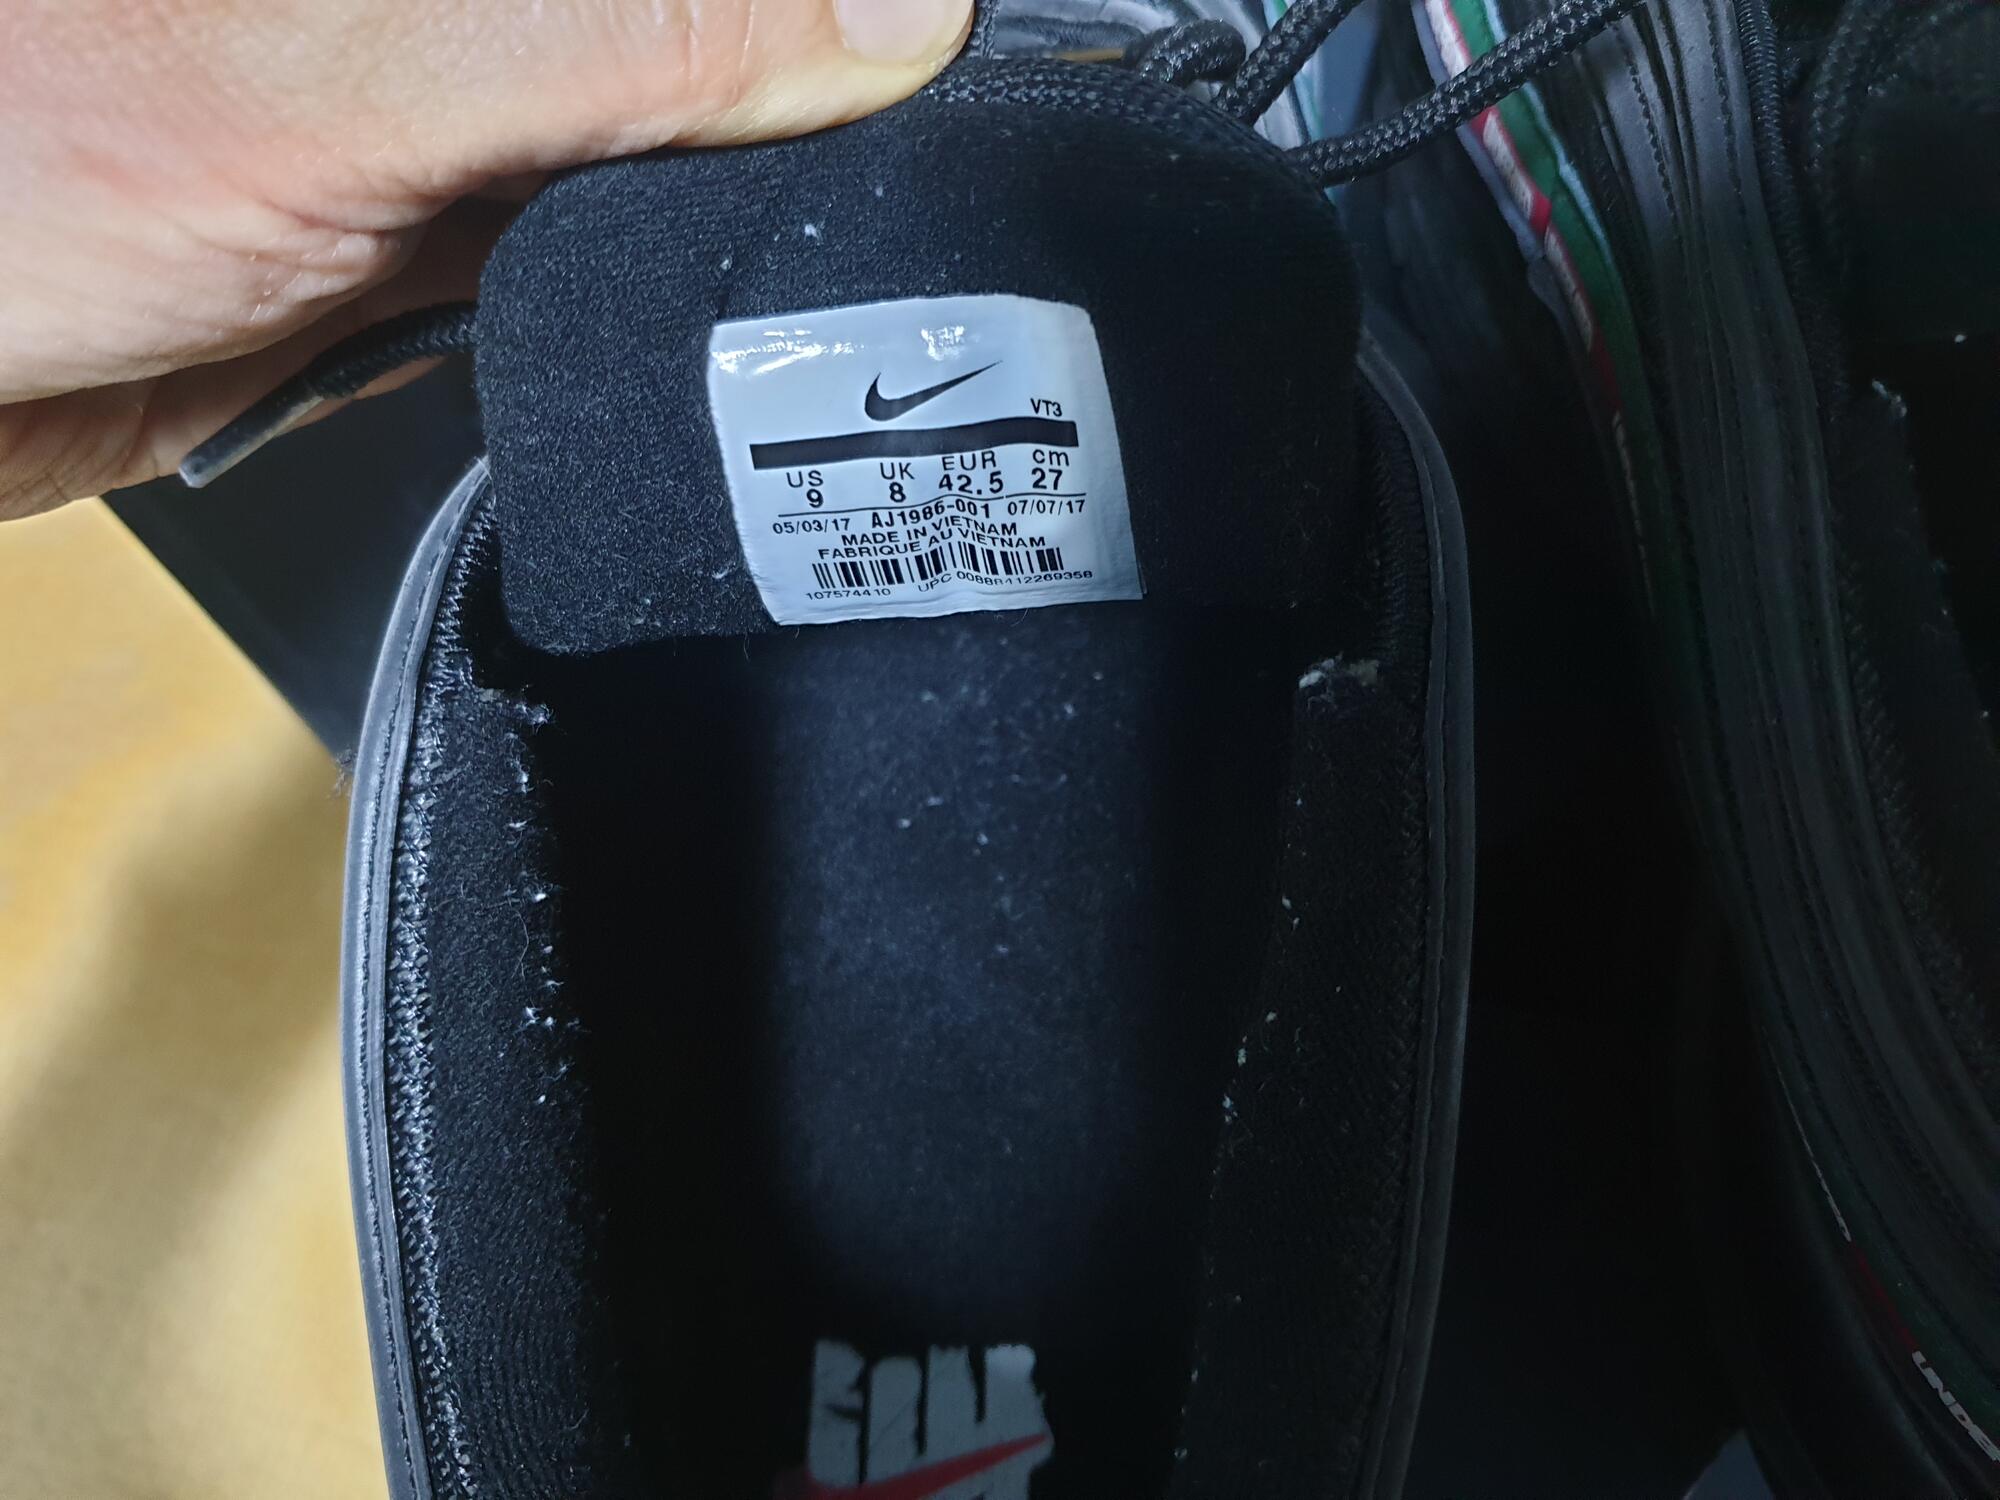 VT3
US UK EUR cm
9 8 42.5 27
05/03/17 AJ1986-001 07/07/17
MADE IN VIETNAM
FABRIQUE AU VIETNAM
107574410 UPC 00888412269358